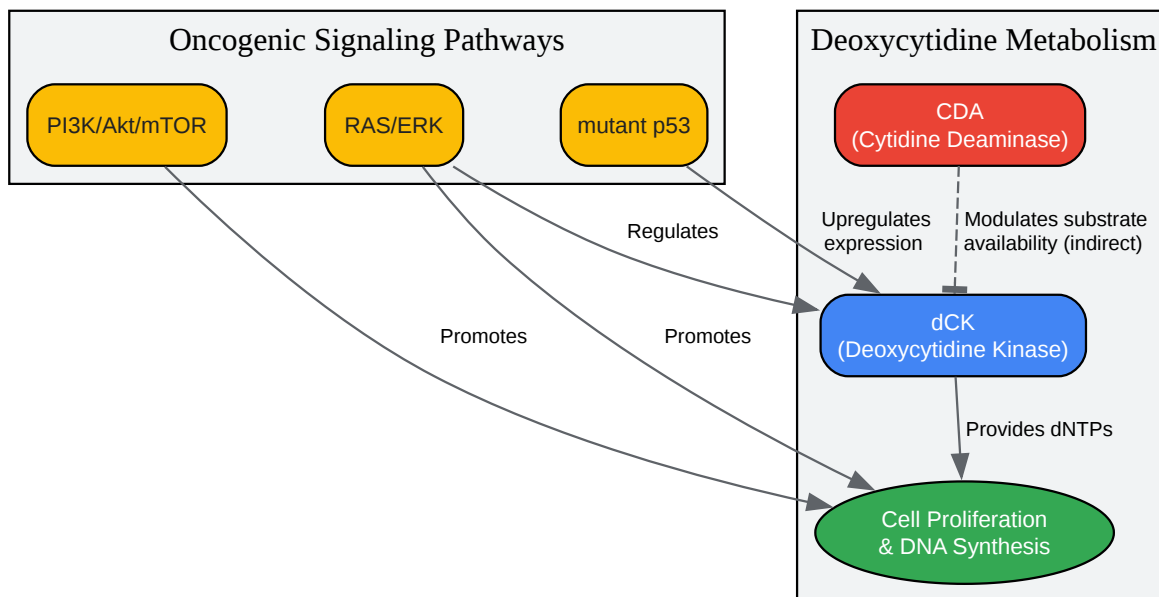 Oncogenic Signaling Pathways
Deoxycytidine Metabolism
PI3K/Akt/mTOR
RAS/ERK
mutant p53
CDA
(Cytidine Deaminase)
Regulates
Upregulates
expression
Modulates substrate
availability (indirect)
dCK
(Deoxycytidine Kinase)
Promotes
Promotes
Provides dNTPs
Cell Proliferation
& DNA Synthesis